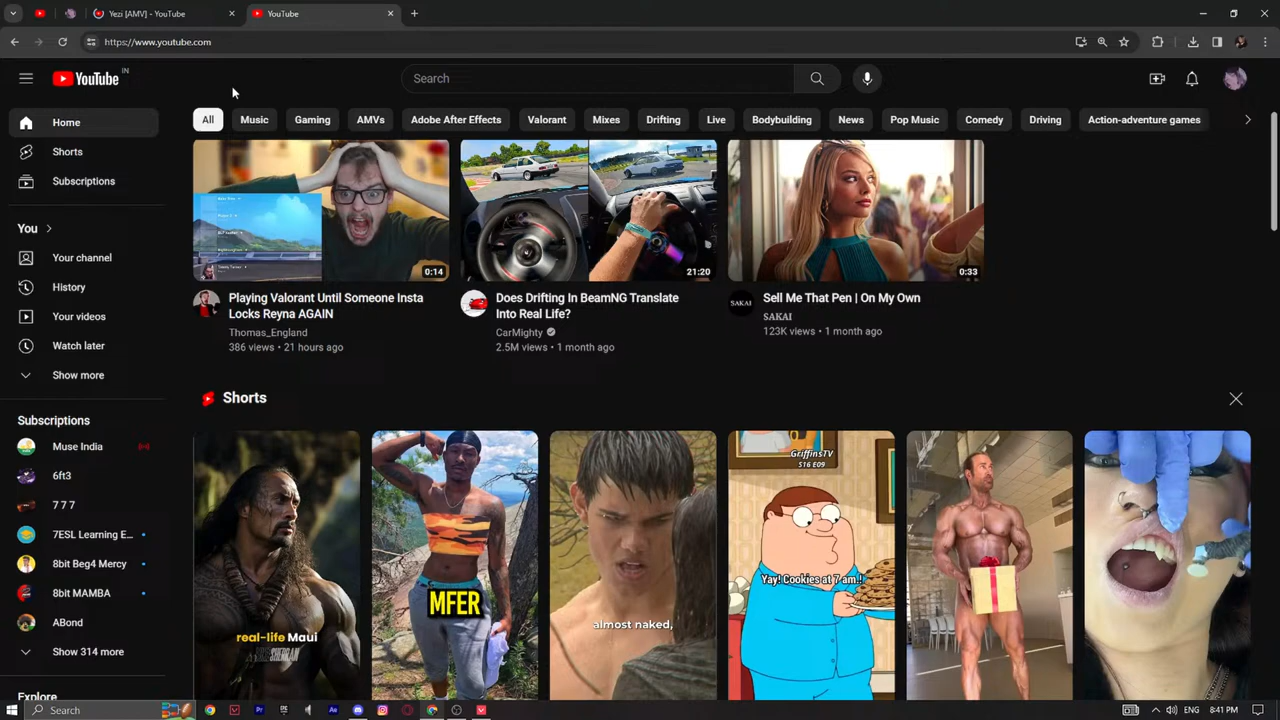 Yezi [AMV] - YouTube
YouTube
https://www.youtube.com
YouTube IN
Search
All
Music
Gaming
AMVs
Adobe After Effects
Valorant
Mixes
Drifting
Live
Bodybuilding
News
Pop Music
Comedy
Driving
Action-adventure games
Home
Shorts
Subscriptions
You
Your channel
History
Your videos
Watch later
Show more
Subscriptions
Muse India
6ft3
7 7 7
7ESL Learning E...
8bit Beg4 Mercy
8bit MAMBA
ABond
Show 314 more
Explore
0:14
Playing Valorant Until Someone Insta
Locks Reyna AGAIN
Thomas_England
386 views • 21 hours ago
21:20
Does Drifting In BeamNG Translate
Into Real Life?
CarMighty
2.5M views • 1 month ago
0:33
SAKAI
Sell Me That Pen | On My Own
SAKAI
123K views • 1 month ago
Shorts
real-life Maui
MFER
almost naked,
GriffinsTV
S16 E09
Yay! Cookies at 7 am.!!
Search
ENG
8:41 PM